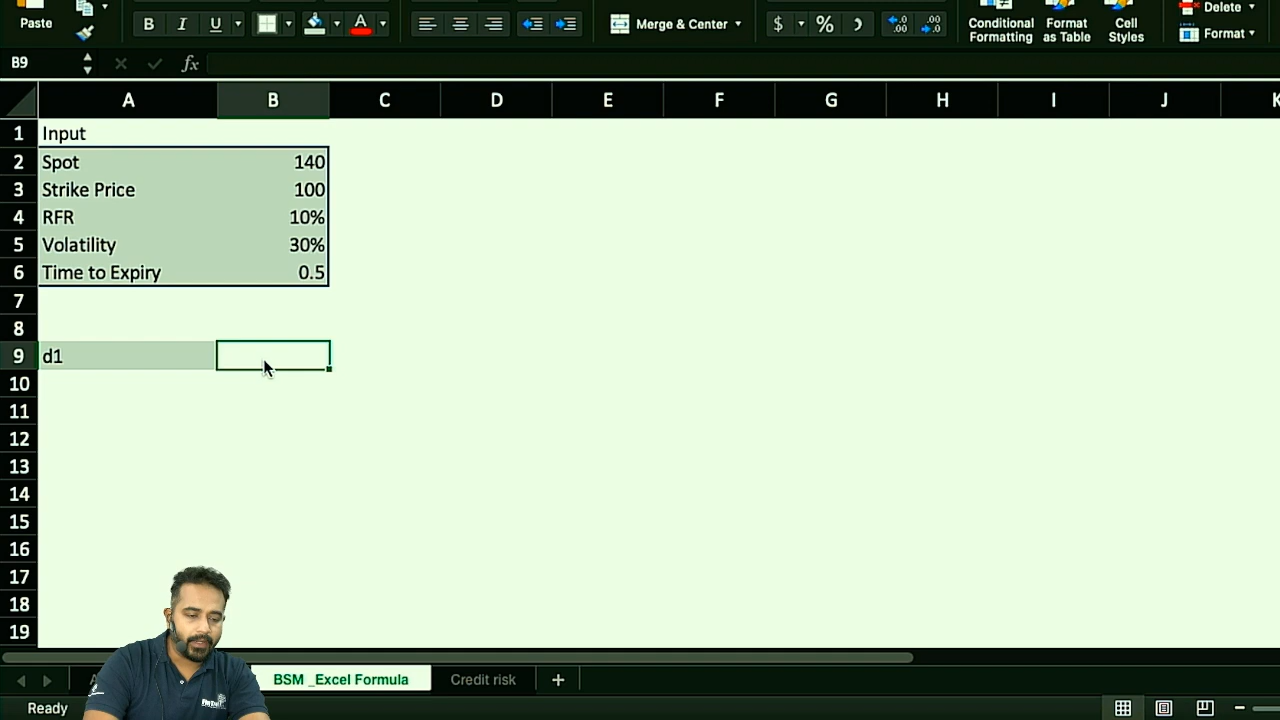 Paste
B I U A
Merge & Center
$ % .00 .00
Conditional Formatting
Format as Table
Cell Styles
Delete
Format
B9 fx
A B C D E F G H I J K
1 Input
2 Spot 140
3 Strike Price 100
4 RFR 10%
5 Volatility 30%
6 Time to Expiry 0.5
7
8
9 d1
10
11
12
13
14
15
16
17
18
19
BSM _Excel Formula Credit risk +
Ready